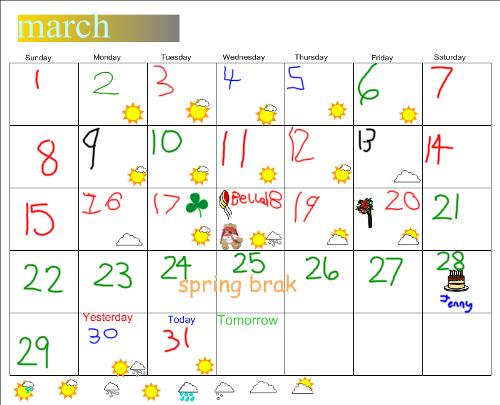 march
Sunday Monday Tuesday Wednesday Thursday Friday Saturday
1 2 3 4 5 6 7
8 9 10 11 12 13 14
15 16 17 Bella 18 19 20 21
22 23 24 25 26 27 28
spring brak
Jenny
Yesterday Today Tomorrow
29 30 31